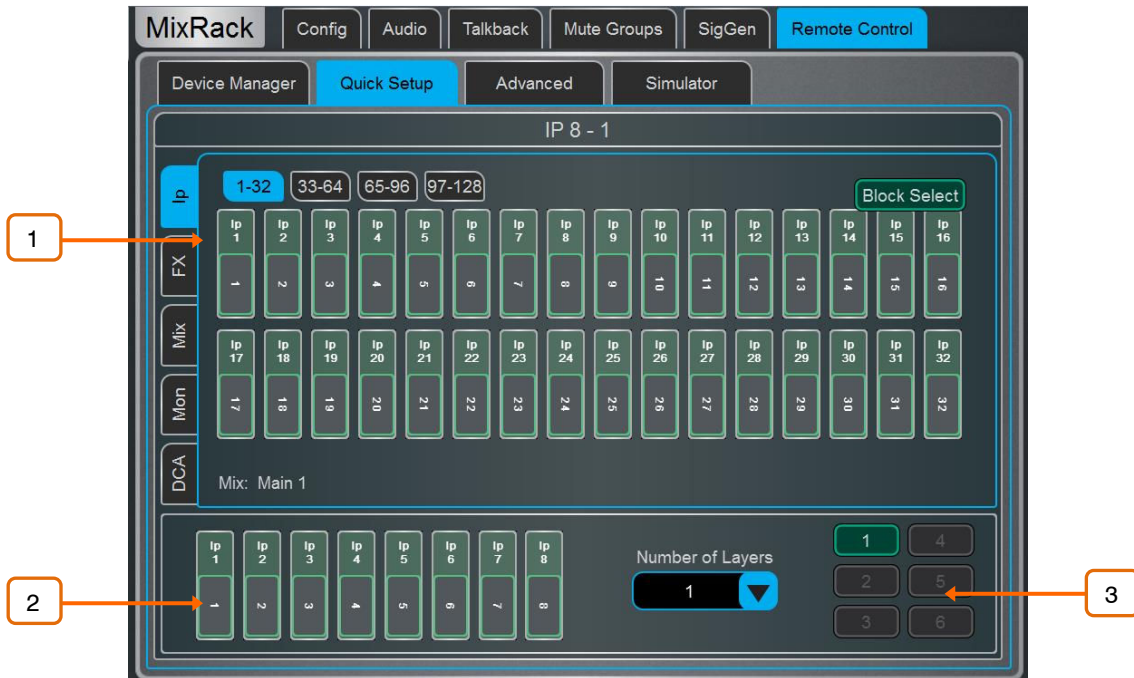 MixRack Config Audio Talkback Mute Groups SigGen Remote Control
Device Manager Quick Setup Advanced Simulator
IP 8 - 1
Ip
FX
Mix
Mon
DCA
1-32 33-64 65-96 97-128
Block Select
Ip Ip Ip Ip Ip Ip Ip Ip Ip Ip Ip Ip Ip Ip Ip Ip
1 2 3 4 5 6 7 8 9 10 11 12 13 14 15 16
1 2 3 4 5 6 7 8 9 10 11 12 13 14 15 16
Ip Ip Ip Ip Ip Ip Ip Ip Ip Ip Ip Ip Ip Ip Ip Ip
17 18 19 20 21 22 23 24 25 26 27 28 29 30 31 32
17 18 19 20 21 22 23 24 25 26 27 28 29 30 31 32
Mix: Main 1
Ip Ip Ip Ip Ip Ip Ip Ip
1 2 3 4 5 6 7 8
1 2 3 4 5 6 7 8
Number of Layers
1
1 4
2 5
3 6
1
2
3